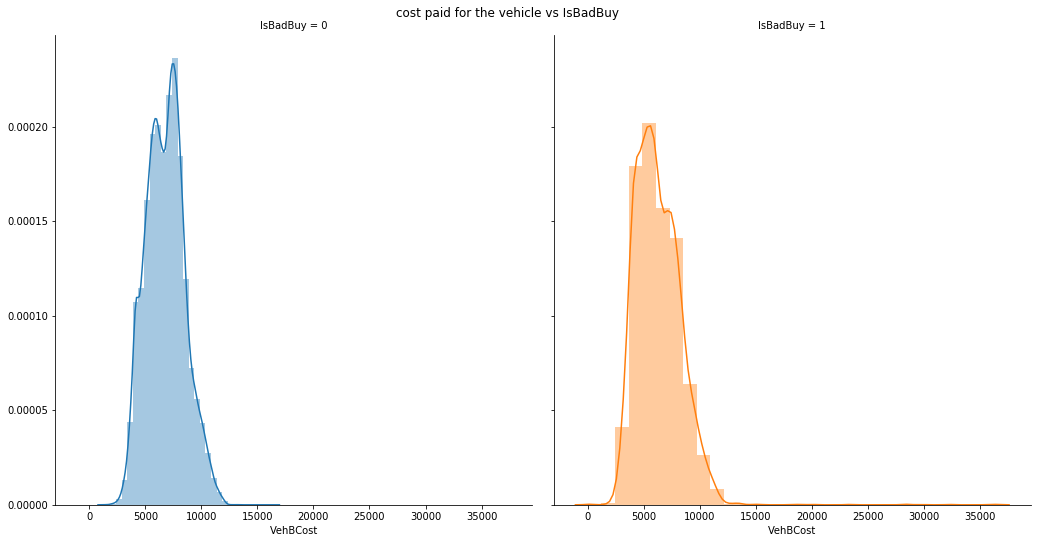 cost paid for the vehicle vs IsBadBuy
IsBadBuy = 0
IsBadBuy = 1
0.00020
0.00015
0.00010
0.00005
0.00000
0 5000 10000 15000 20000 25000 30000 35000
0 5000 10000 15000 20000 25000 30000 35000
VehBCost
VehBCost